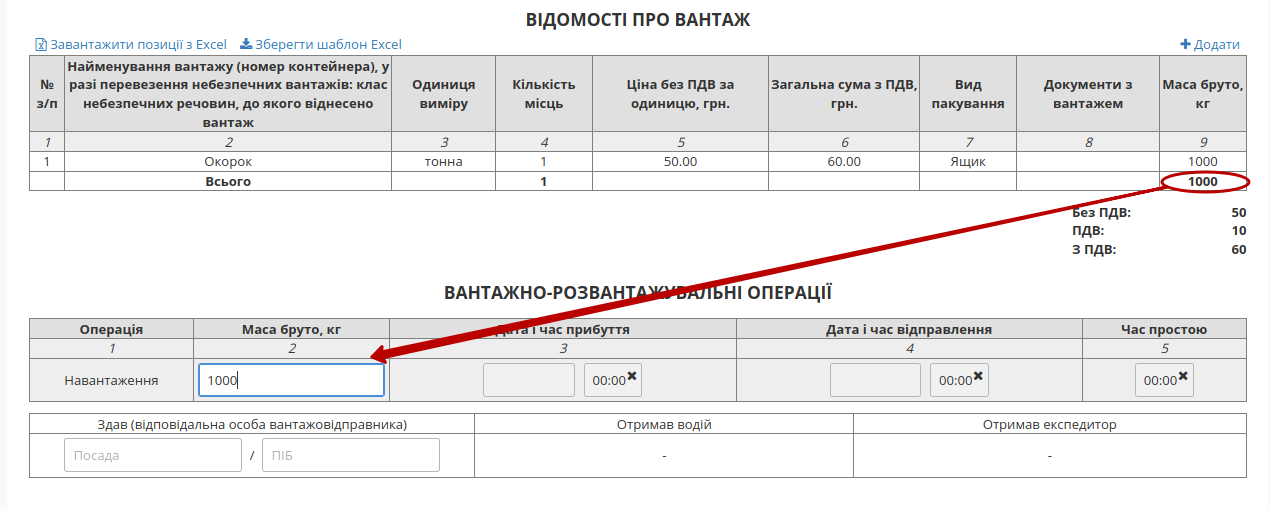 ВІДОМОСТІ ПРО ВАНТАЖ
Завантажити позиції з Excel Зберегти шаблон Excel Додати
№ з/п
Найменування вантажу (номер контейнера), у
разі перевезення небезпечних вантажів: клас
небезпечних речовин, до якого віднесено
вантаж
Одиниця
виміру
Кількість
місць
Ціна без ПДВ за
одиницю, грн.
Загальна сума з ПДВ,
грн.
Вид
пакування
Документи з
вантажем
Маса бруто,
кг
1 2 3 4 5 6 7 8 9
1 Окорок тонна 1 50.00 60.00 Ящик 1000
Всього 1 1000
Без ПДВ: 50
ПДВ: 10
З ПДВ: 60
ВАНТАЖНО-РОЗВАНТАЖУВАЛЬНІ ОПЕРАЦІЇ
Операція Маса бруто, кг Дата і час прибуття Дата і час відправлення Час простою
1 2 3 4 5
Навантаження 1000 00:00 00:00 00:00
Здав (відповідальна особа вантажовідправника) Отримав водій Отримав експедитор
Посада / ПІБ - -